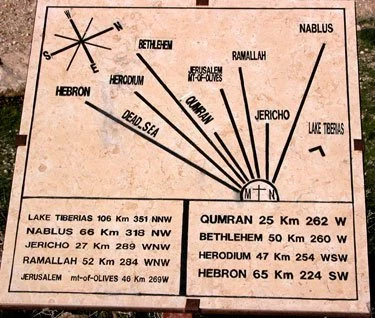 W
N
S
E
BETHLEHEM
NABLUS
RAMALLAH
JERUSALEM
MT-OF-OLIVES
HERODIUM
HEBRON
QUMRAN
JERICHO
DEAD SEA
LAKE TIBERIAS
M N
LAKE TIBERIAS 106 Km 351 NNW
NABLUS 66 Km 318 NW
JERICHO 27 Km 289 WNW
RAMALLAH 52 Km 284 WNW
JERUSALEM mt-of-OLIVES 46 Km 269W
QUMRAN 25 Km 262 W
BETHLEHEM 50 Km 260 W
HERODIUM 47 Km 254 WSW
HEBRON 65 Km 224 SW